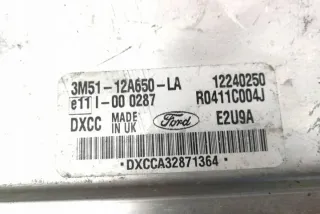 3M51-12A650-LA 12240250
e11 I-00 0287 R0411C004J
DXCC MADE IN UK Ford E2U9A
* DXCCA32871364 *